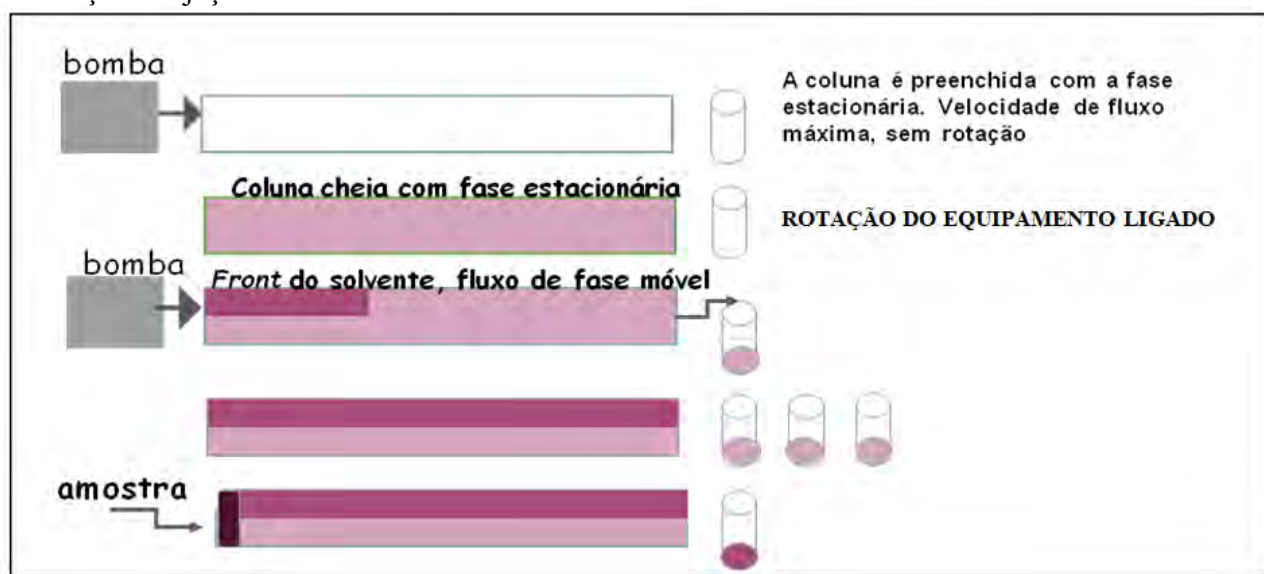 bomba
A coluna é preenchida com a fase
estacionária. Velocidade de fluxo
máxima, sem rotação
Coluna cheia com fase estacionária
ROTAÇÃO DO EQUIPAMENTO LIGADO
bomba
Front do solvente, fluxo de fase móvel
amostra